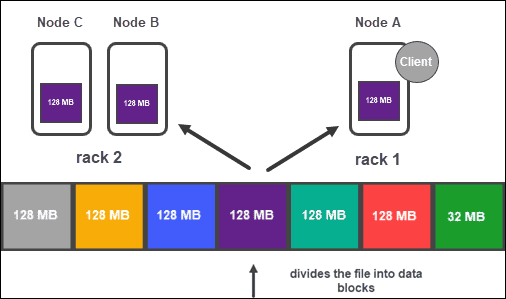 Node C
Node B
Node A
Client
128 MB
128 MB
128 MB
rack 2
rack 1
128 MB
128 MB
128 MB
128 MB
128 MB
128 MB
32 MB
divides the file into data
blocks